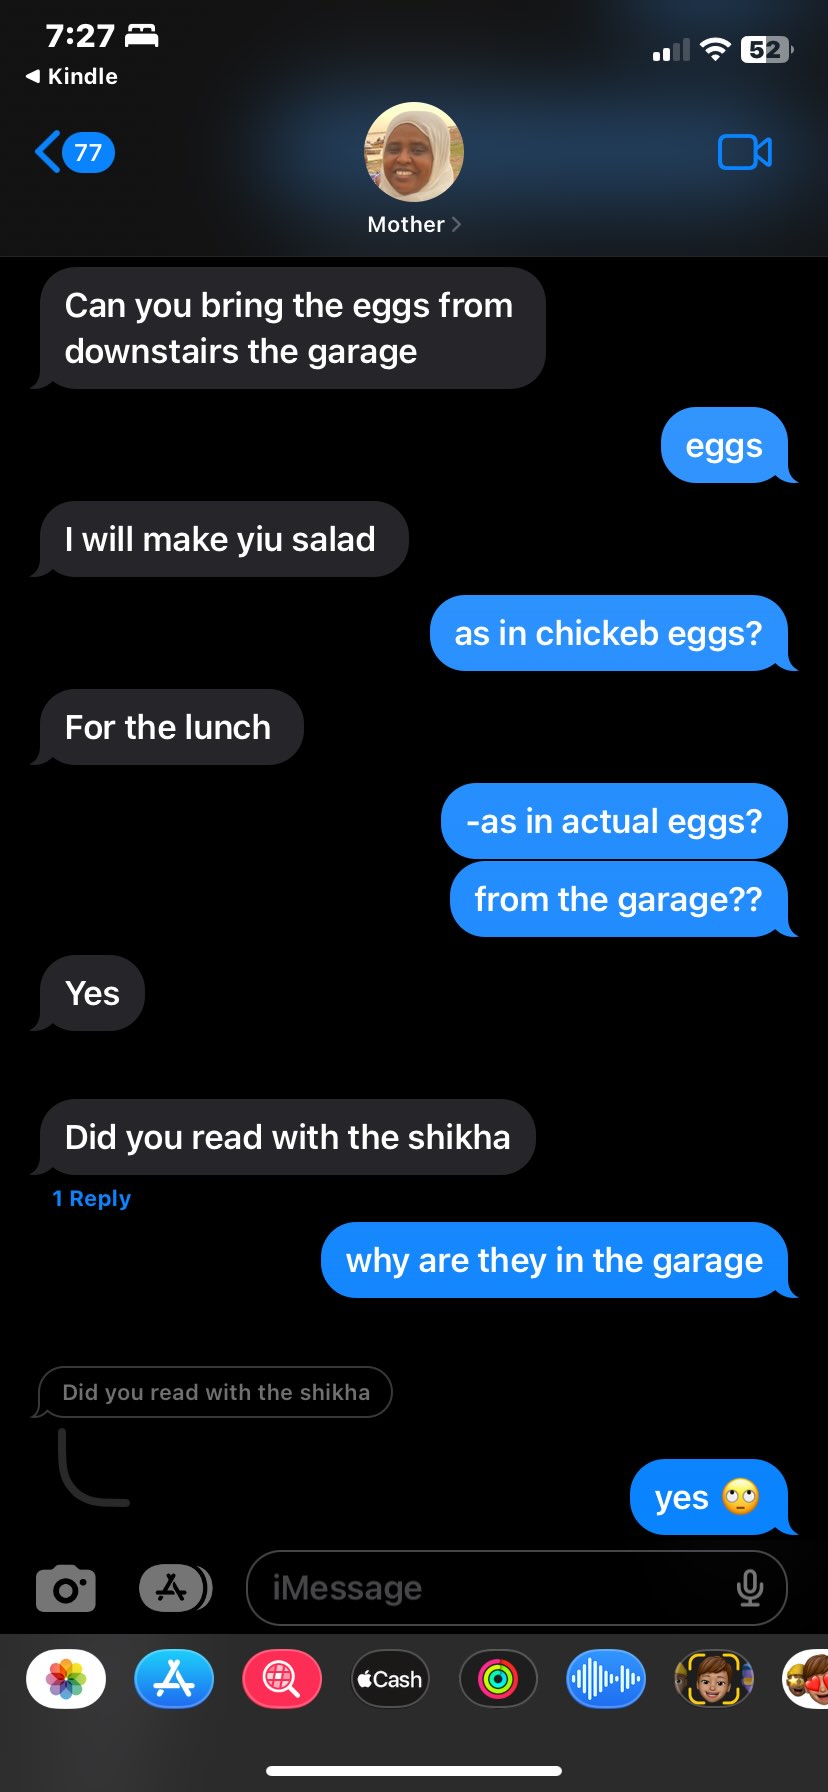 7:27
52
◀ Kindle
77
Mother
Can you bring the eggs from
downstairs the garage
eggs
I will make yiu salad
as in chickeb eggs?
For the lunch
-as in actual eggs?
from the garage??
Yes
Did you read with the shikha
1 Reply
why are they in the garage
Did you read with the shikha
yes 🙄
iMessage
Cash